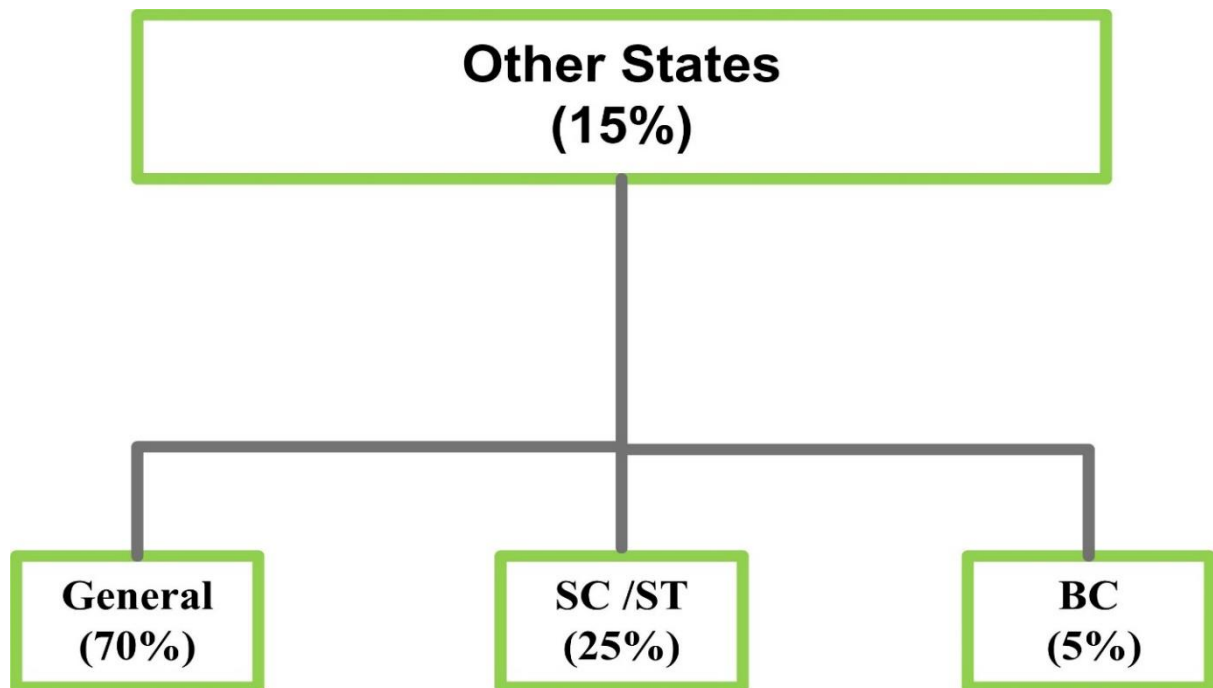 Other States
(15%)
General
(70%)
SC /ST
(25%)
BC
(5%)